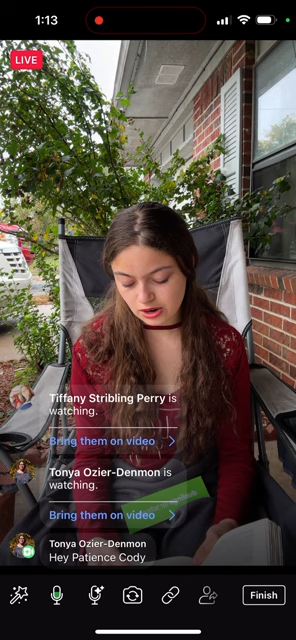 1:13
LIVE
Tiffany Stribling Perry is
watching.
Bring them on video
Tonya Ozier-Denmon is
watching.
Bring them on video
Tonya Ozier-Denmon
Hey Patience Cody
Finish